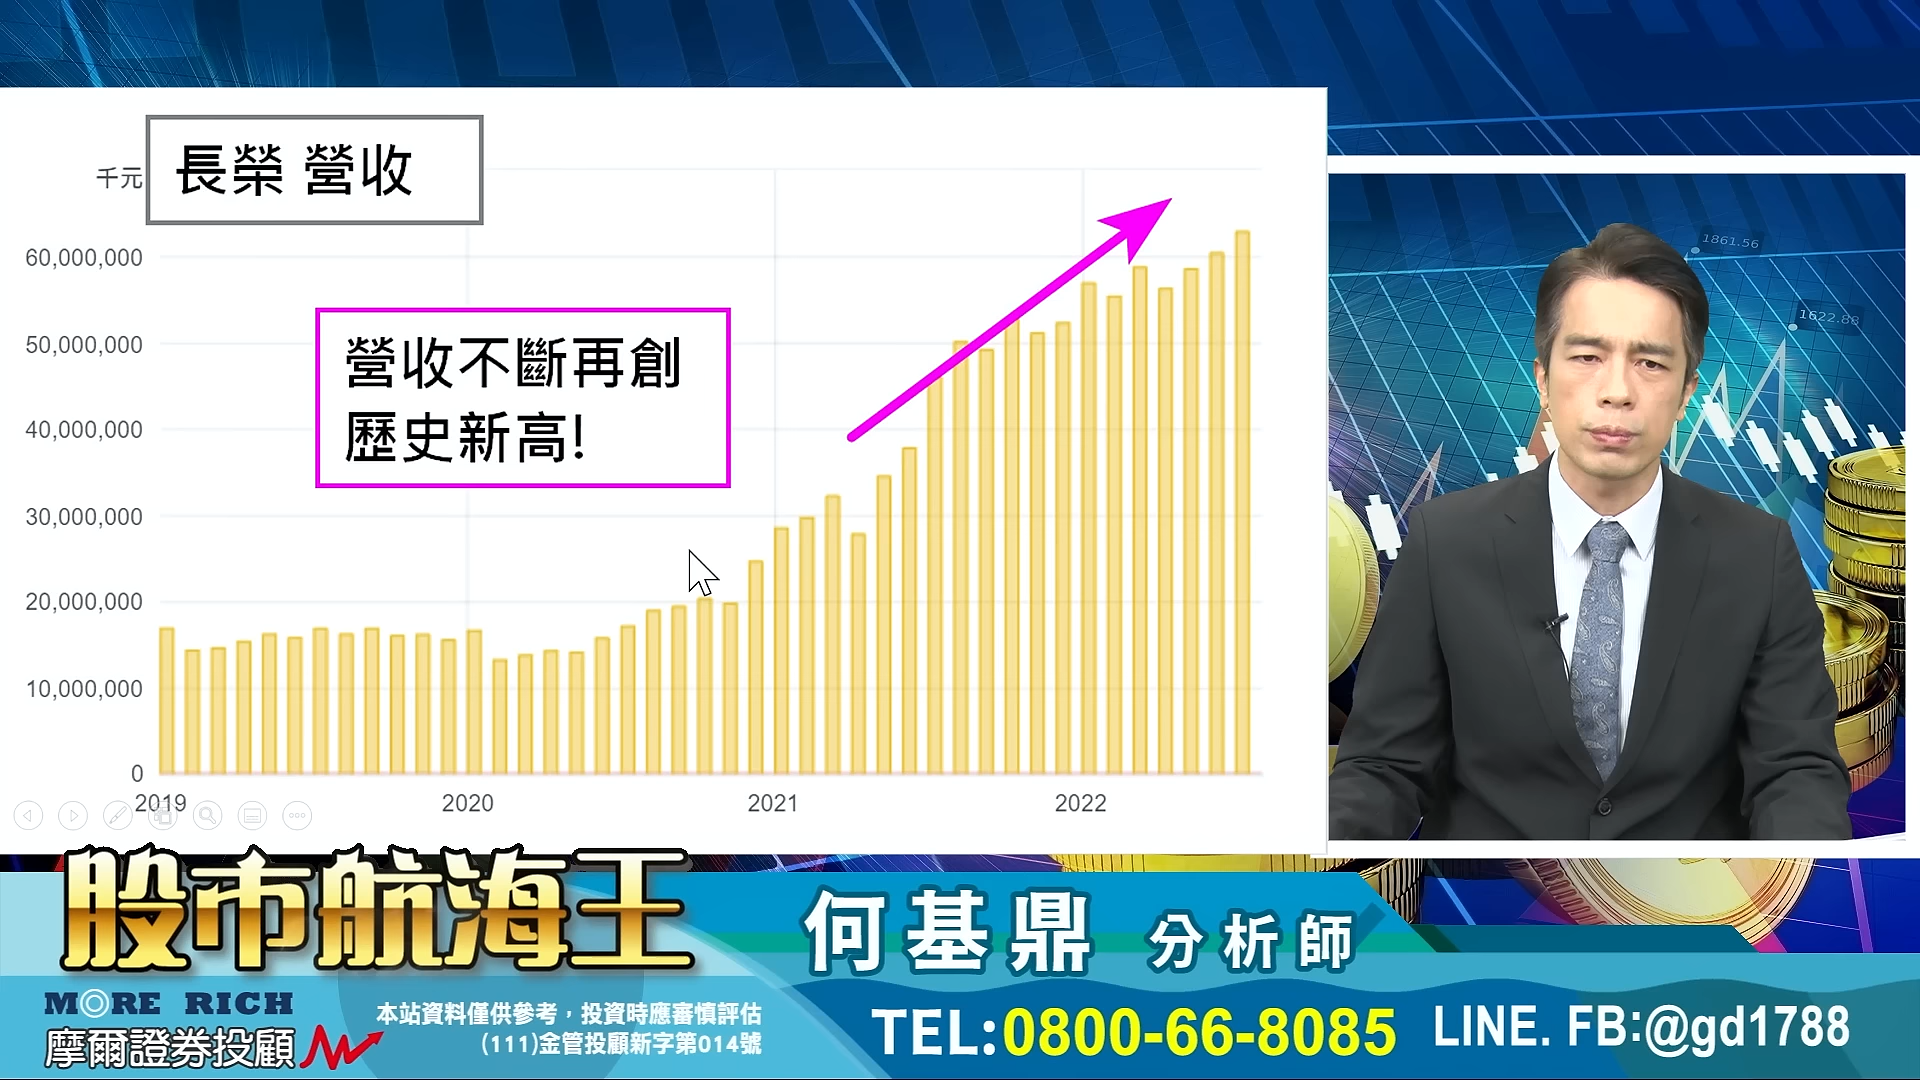 長榮 營收
千元
60,000,000
50,000,000
40,000,000
30,000,000
20,000,000
10,000,000
0
2019
2020
2021
2022
營收不斷再創
歷史新高!
1861.56
1622.88
股市航海王
何基鼎 分析師
MORE RICH
摩爾證券投顧
本站資料僅供參考，投資時應審慎評估
(111)金管投顧新字第014號
TEL:0800-66-8085
LINE. FB:@gd1788